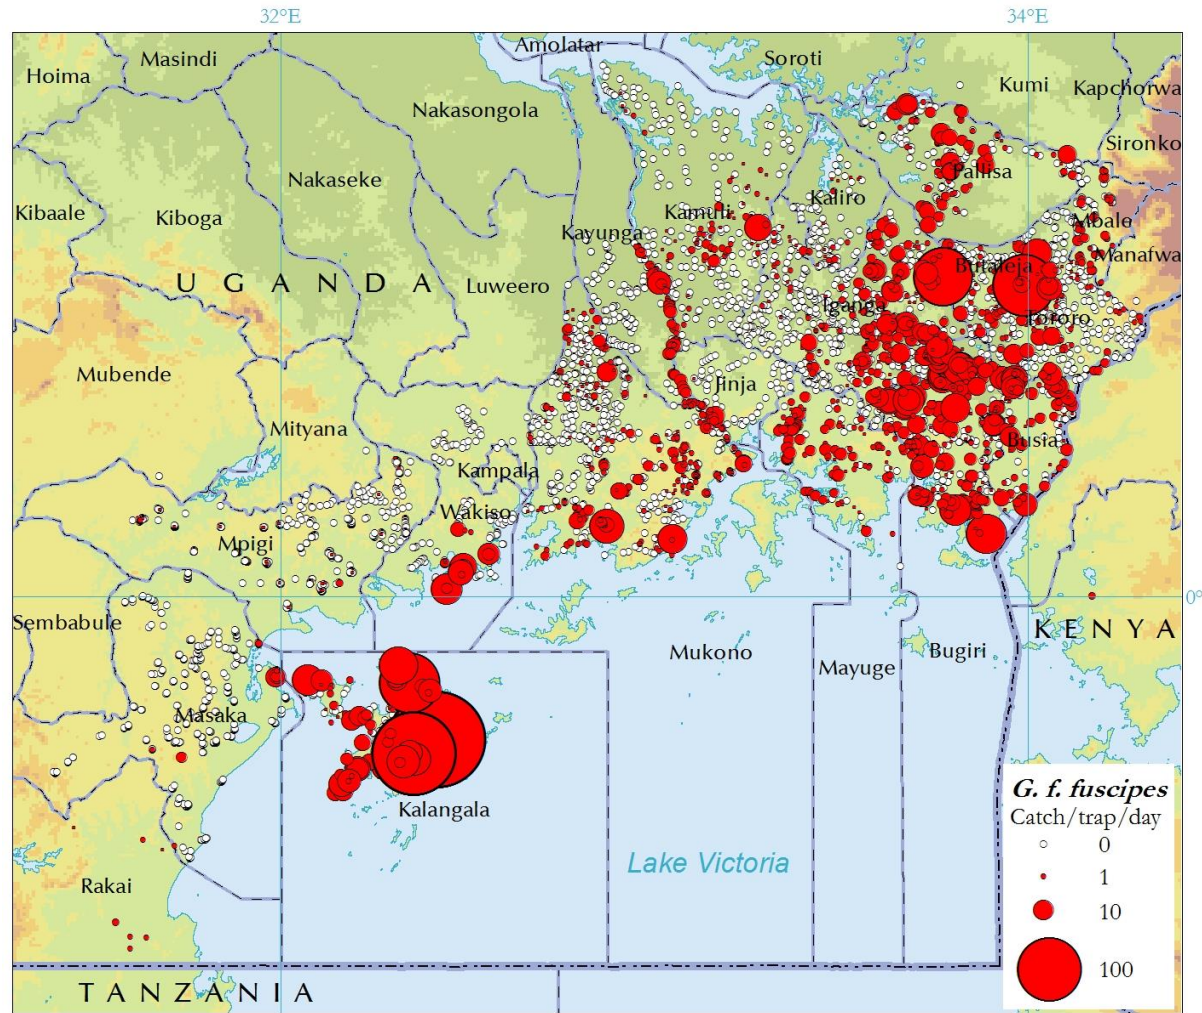 32°E
34°E
Amolatar
Masindi
Soroti
Hoima
Kumi
Kapchorwa
Nakasongola
Sironko
Nakaseke
Pallisa
Kaliro
Kibaale
Kiboga
Kamuli
Mbale
Kayunga
Manafwa
Butaleja
UGANDA
Luweero
Iganga
Tororo
Mubende
Jinja
Mityana
Busia
Kampala
Wakiso
Mpigi
0°
Sembabule
KENYA
Mukono
Bugiri
Mayuge
Masaka
Kalangala
Lake Victoria
Rakai
TANZANIA
G. f. fuscipes
Catch/trap/day
0
1
10
100